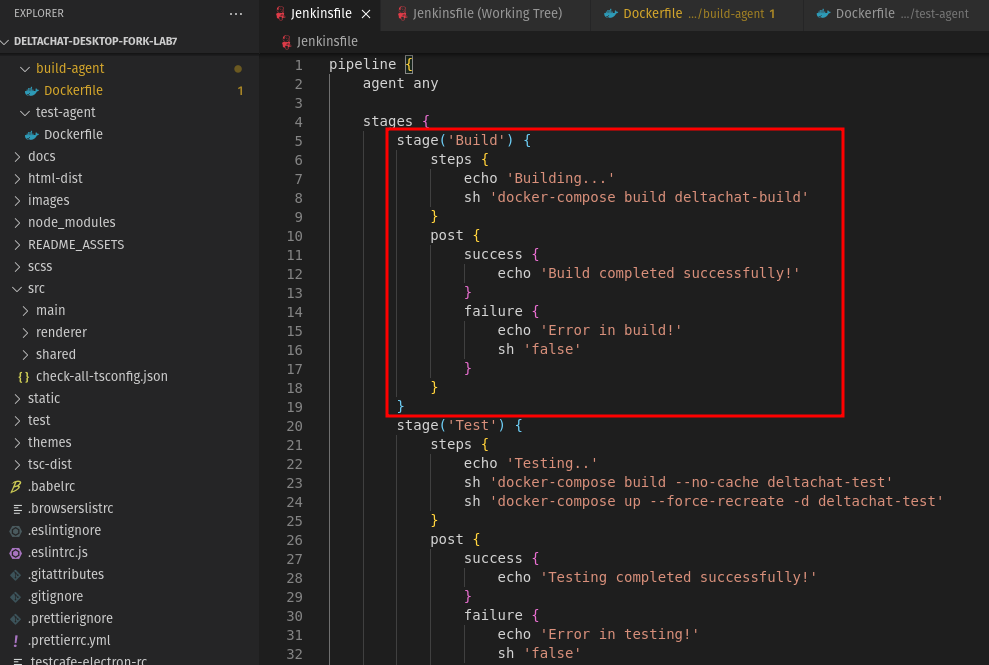 EXPLORER ...
DELTACHAT-DESKTOP-FORK-LAB7
build-agent
Dockerfile 1
test-agent
Dockerfile
docs
html-dist
images
node_modules
README_ASSETS
scss
src
main
renderer
shared
{} check-all-tsconfig.json
static
test
themes
tsc-dist
.babelrc
.browserslistrc
.eslintignore
.eslintrc.js
.gitattributes
.gitignore
.prettierignore
! .prettierrc.yml
testcafe-electron-rc
Jenkinsfile Jenkinsfile (Working Tree) Dockerfile .../build-agent 1 Dockerfile .../test-agent
Jenkinsfile
1 pipeline {
2     agent any
3
4     stages {
5         stage('Build') {
6             steps {
7                 echo 'Building...'
8                 sh 'docker-compose build deltachat-build'
9             }
10             post {
11                 success {
12                     echo 'Build completed successfully!'
13                 }
14                 failure {
15                     echo 'Error in build!'
16                     sh 'false'
17                 }
18             }
19         }
20         stage('Test') {
21             steps {
22                 echo 'Testing..'
23                 sh 'docker-compose build --no-cache deltachat-test'
24                 sh 'docker-compose up --force-recreate -d deltachat-test'
25             }
26             post {
27                 success {
28                     echo 'Testing completed successfully!'
29                 }
30                 failure {
31                     echo 'Error in testing!'
32                     sh 'false'